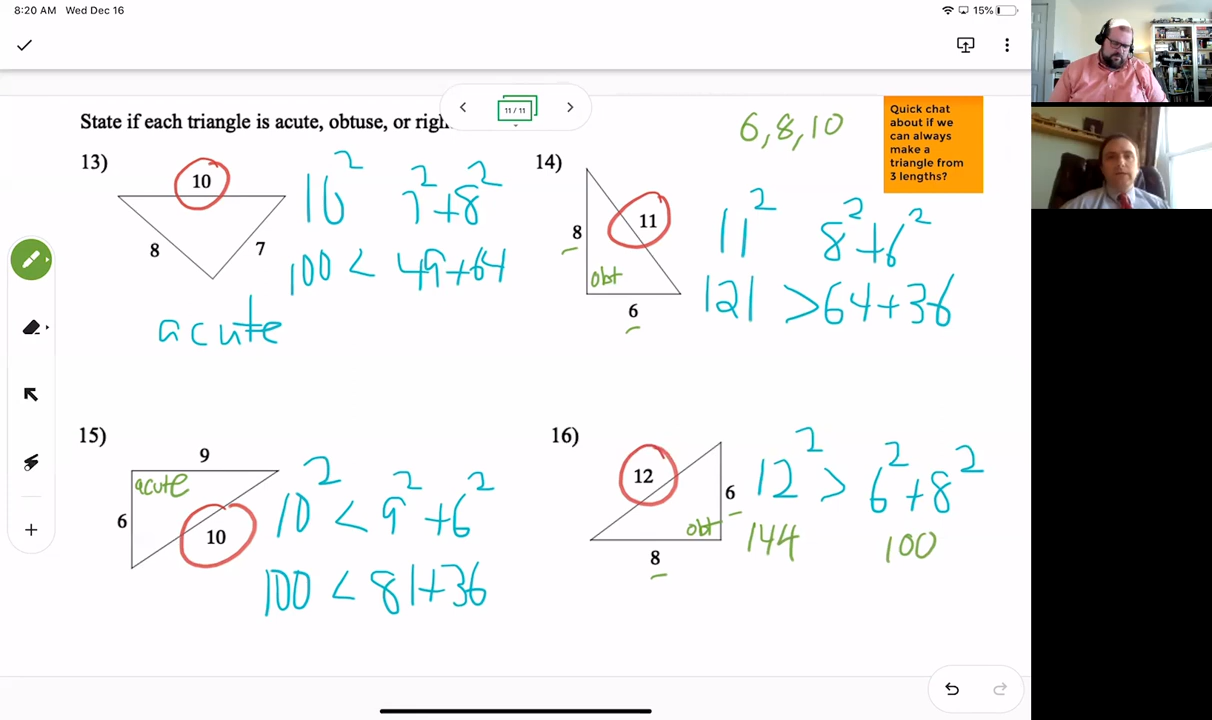 8:20 AM Wed Dec 16
15%
11 / 11
State if each triangle is acute, obtuse, or righ
6, 8, 10
Quick chat
about if we
can always
make a
triangle from
3 lengths?
13)
10
8
7
10² 7²+8²
100 < 49+64
acute
14)
8
11
obt
6
11² 8²+6²
121 >64+36
15)
9
acute
6
10
10² < 9²+6²
100 < 81+36
16)
12
6
obt
8
12² > 6²+8²
144 100